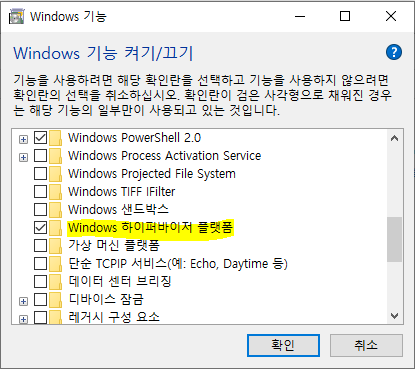 Windows 기능
Windows 기능 켜기/끄기
기능을 사용하려면 해당 확인란을 선택하고 기능을 사용하지 않으려면
확인란의 선택을 취소하십시오. 확인란이 검은 사각형으로 채워진 경우
는 해당 기능의 일부만이 사용되고 있는 것입니다.
Windows PowerShell 2.0
Windows Process Activation Service
Windows Projected File System
Windows TIFF IFilter
Windows 샌드박스
Windows 하이퍼바이저 플랫폼
가상 머신 플랫폼
단순 TCPIP 서비스(예: Echo, Daytime 등)
데이터 센터 브리징
디바이스 잠금
레거시 구성 요소
확인
취소